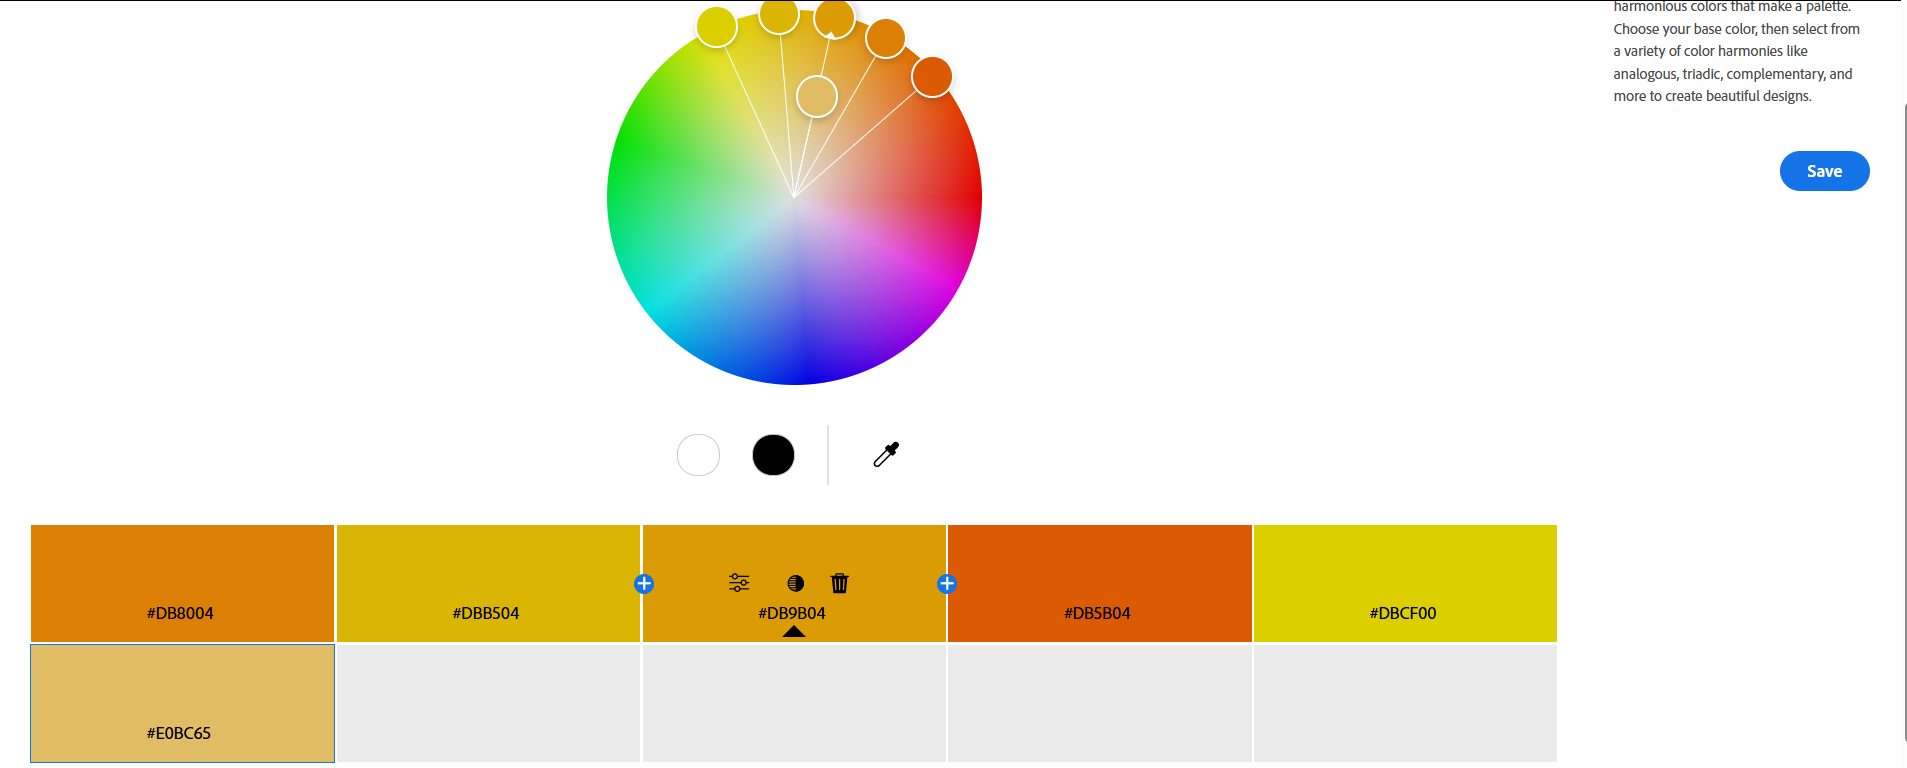 harmonious colors that make a palette.
Choose your base color, then select from
a variety of color harmonies like
analogous, triadic, complementary, and
more to create beautiful designs.
Save
#DB8004
#DBB504
#DB9B04
#DB5B04
#DBCF00
#E0BC65